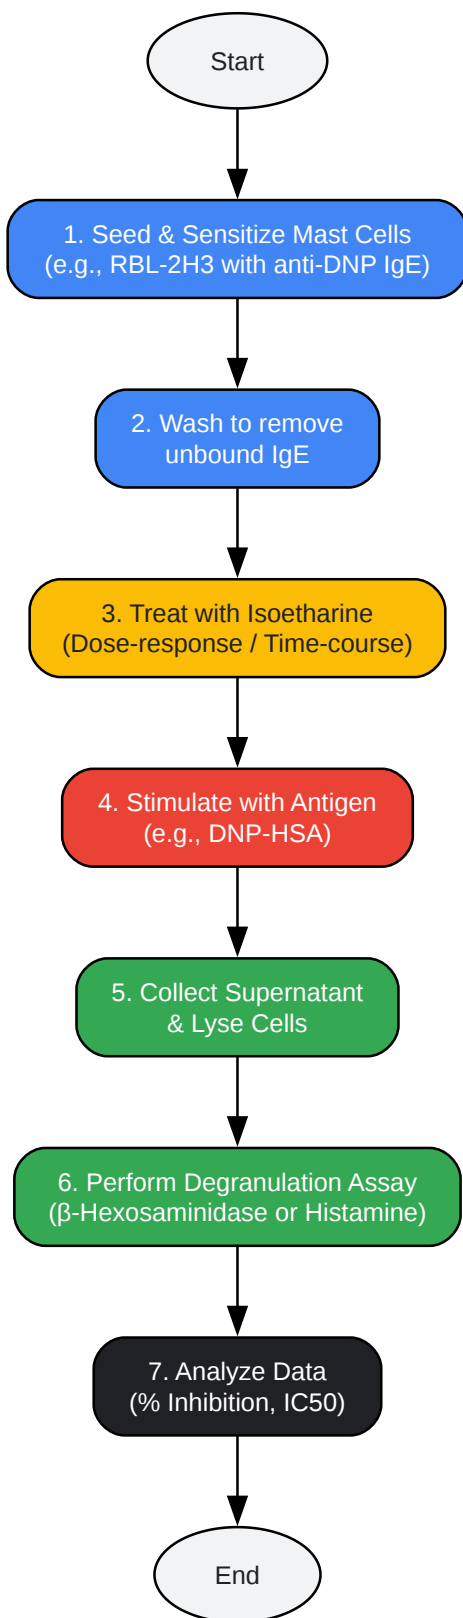 Start
1. Seed & Sensitize Mast Cells
(e.g., RBL-2H3 with anti-DNP IgE)
2. Wash to remove
unbound IgE
3. Treat with Isoetharine
(Dose-response / Time-course)
4. Stimulate with Antigen
(e.g., DNP-HSA)
5. Collect Supernatant
& Lyse Cells
6. Perform Degranulation Assay
(β-Hexosaminidase or Histamine)
7. Analyze Data
(% Inhibition, IC50)
End